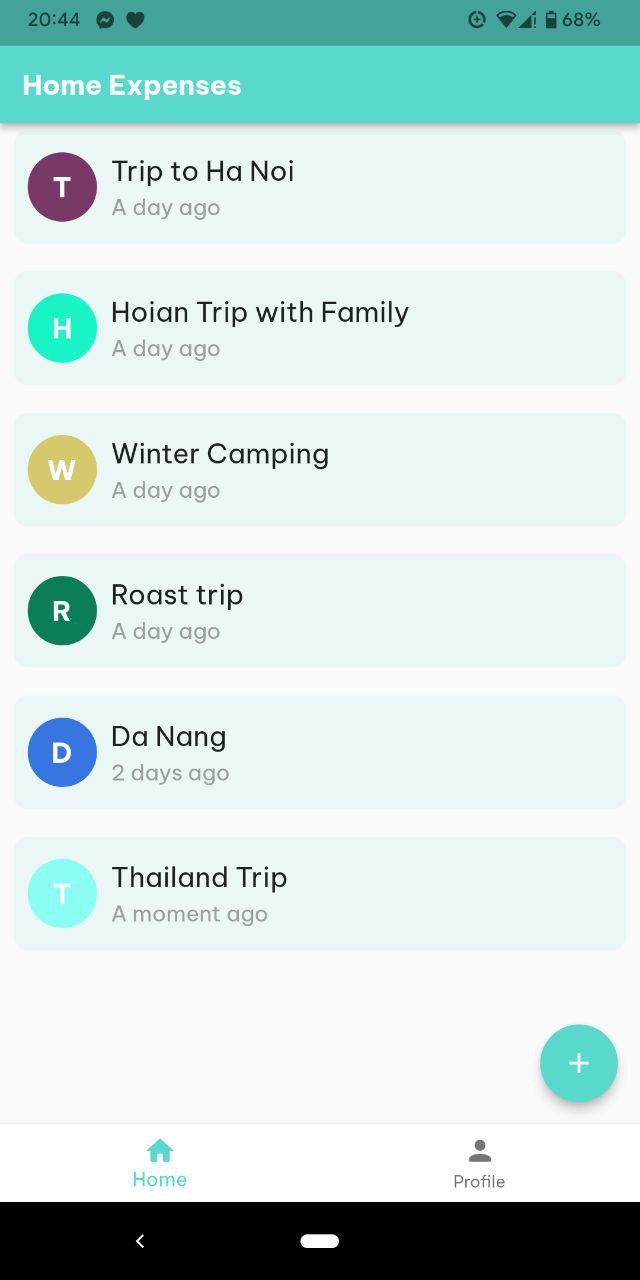 20:44 68%
Home Expenses
T
Trip to Ha Noi
A day ago
H
Hoian Trip with Family
A day ago
W
Winter Camping
A day ago
R
Roast trip
A day ago
D
Da Nang
2 days ago
T
Thailand Trip
A moment ago
+
Home Profile